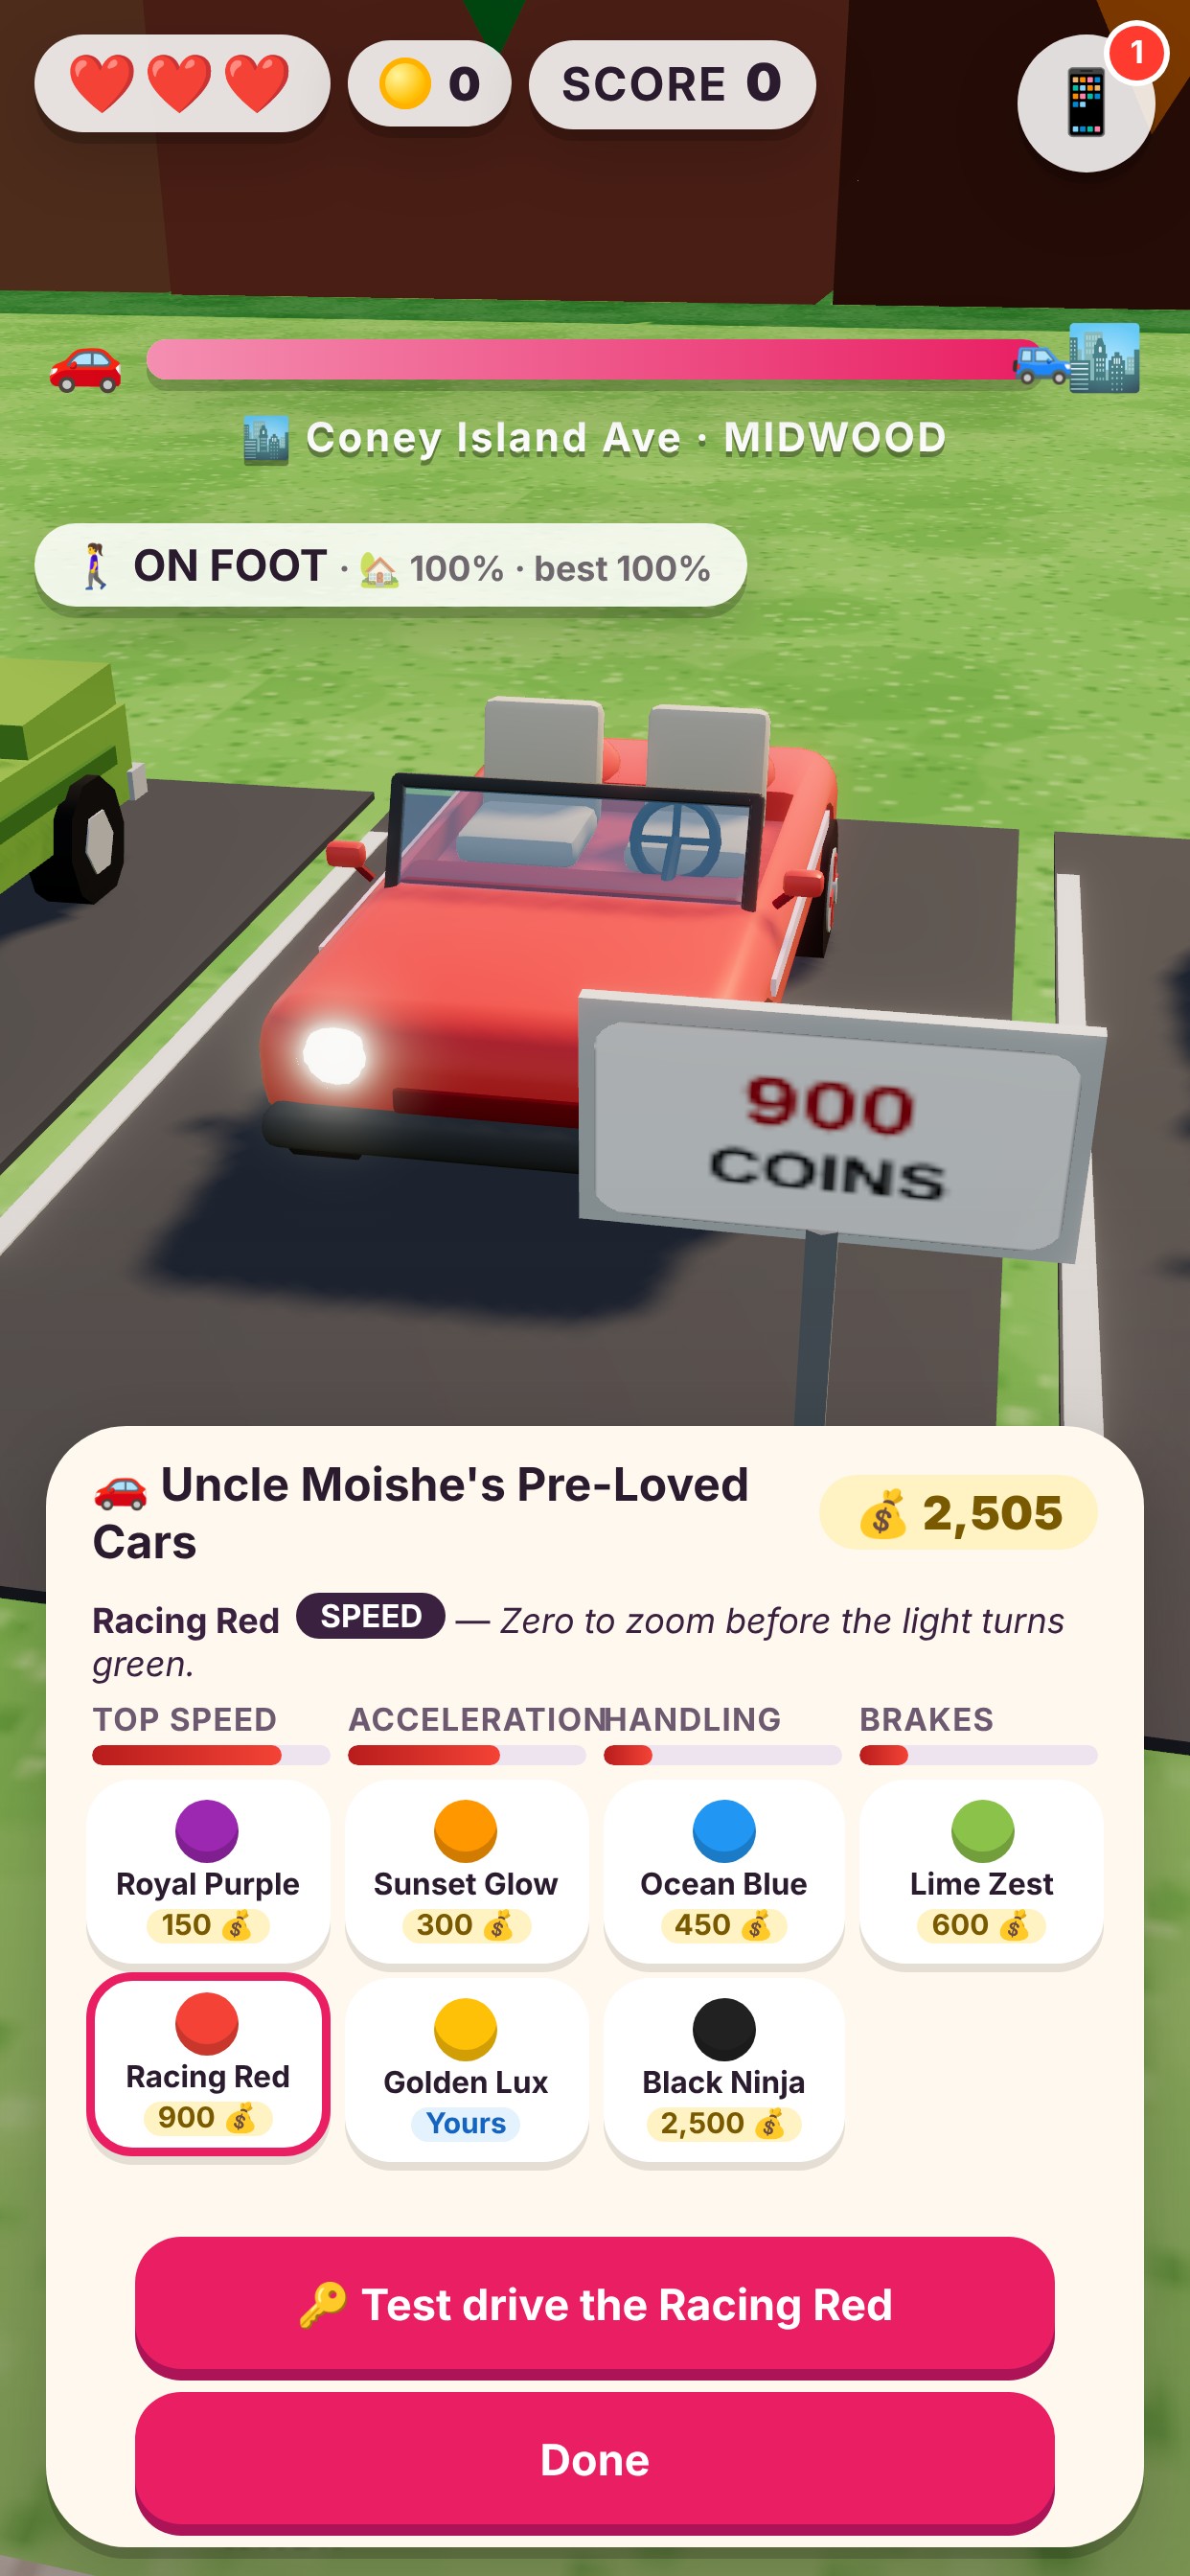 0
SCORE 0
1
Coney Island Ave · MIDWOOD
ON FOOT · 100% · best 100%
900
COINS
Uncle Moishe's Pre-Loved
Cars
2,505
Racing Red SPEED — Zero to zoom before the light turns
green.
TOP SPEED ACCELERATION HANDLING BRAKES
Royal Purple Sunset Glow Ocean Blue Lime Zest
150 300 450 600
Racing Red Golden Lux Black Ninja
900 Yours 2,500
Test drive the Racing Red
Done